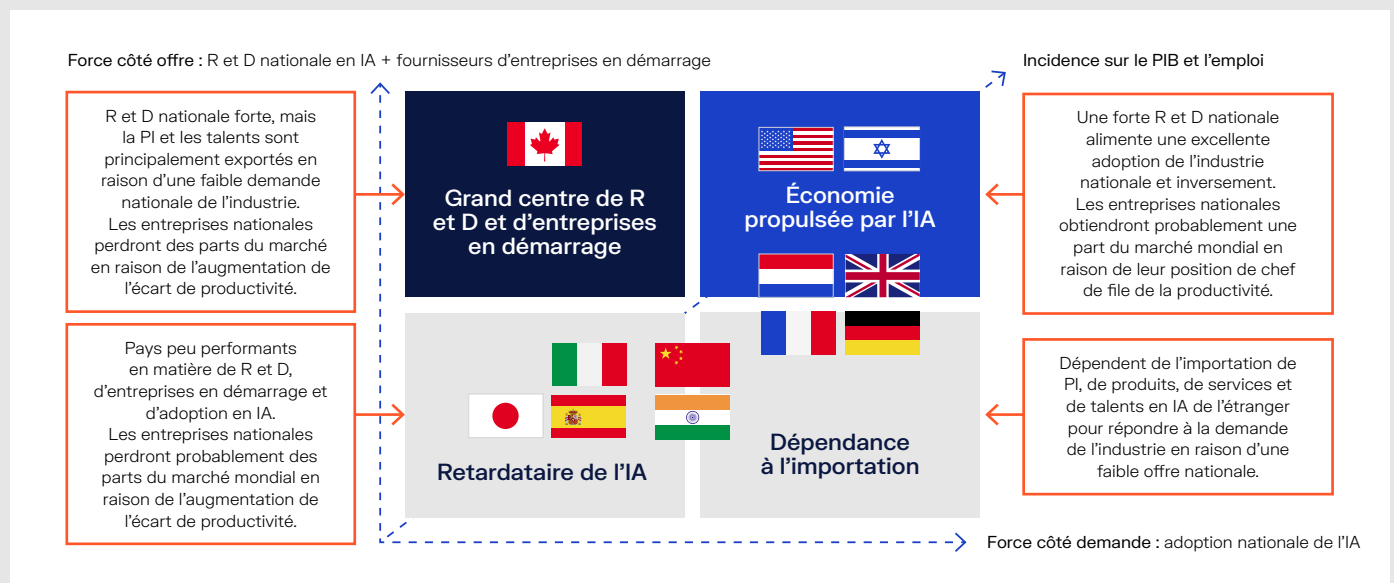 Force côté offre : R et D nationale en IA + fournisseurs d'entreprises en démarrage
Incidence sur le PIB et l'emploi
R et D nationale forte, mais
la PI et les talents sont
principalement exportés en
raison d'une faible demande
nationale de l'industrie.
Les entreprises nationales
perdront des parts du marché
en raison de l'augmentation de
l'écart de productivité.
Grand centre de R
et D et d'entreprises
en démarrage
Économie
propulsée par l'IA
Une forte R et D nationale
alimente une excellente
adoption de l'industrie
nationale et inversement.
Les entreprises nationales
obtiendront probablement une
part du marché mondial en
raison de leur position de chef
de file de la productivité.
Pays peu performants
en matière de R et D,
d'entreprises en démarrage et
d'adoption en IA.
Les entreprises nationales
perdront probablement des
parts du marché mondial en
raison de l'augmentation de
l'écart de productivité.
Retardataire de l'IA
Dépendance
à l'importation
Dépendent de l'importation de
PI, de produits, de services et
de talents en IA de l'étranger
pour répondre à la demande
de l'industrie en raison d'une
faible offre nationale.
Force côté demande : adoption nationale de l'IA